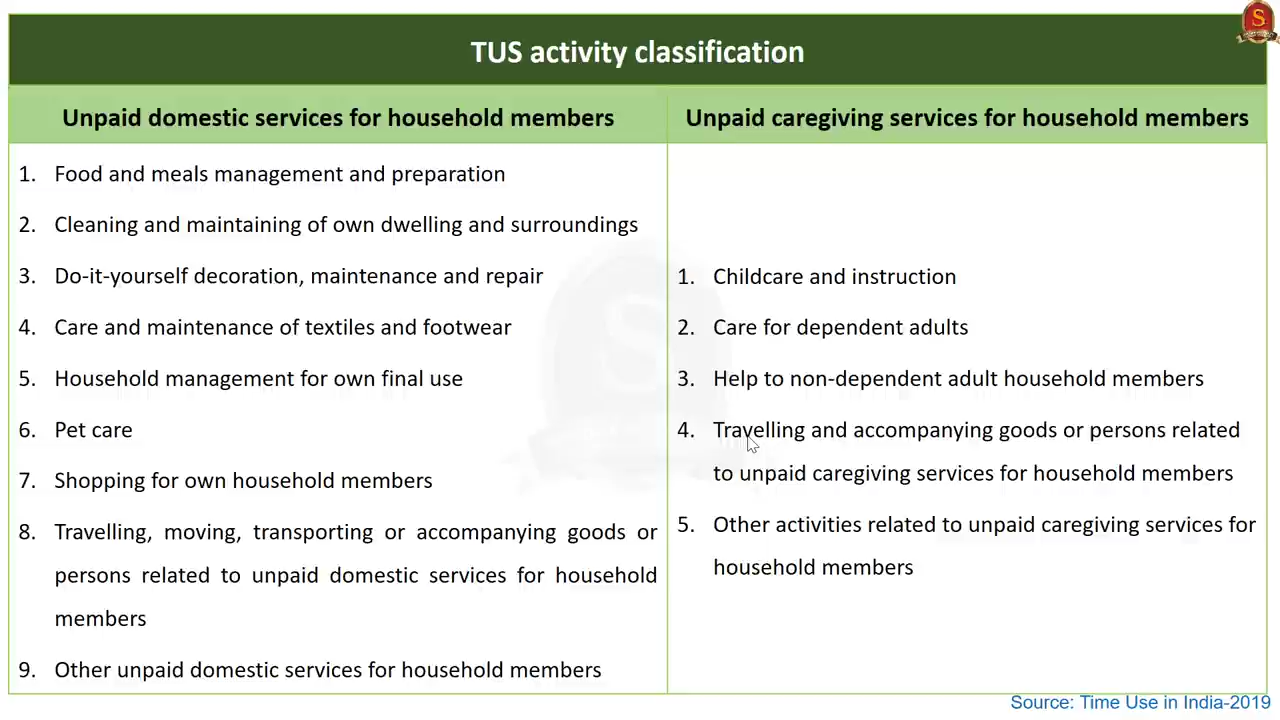 TUS activity classification
Unpaid domestic services for household members
1. Food and meals management and preparation
2. Cleaning and maintaining of own dwelling and surroundings
3. Do-it-yourself decoration, maintenance and repair
4. Care and maintenance of textiles and footwear
5. Household management for own final use
6. Pet care
7. Shopping for own household members
8. Travelling, moving, transporting or accompanying goods or
persons related to unpaid domestic services for household
members
9. Other unpaid domestic services for household members
Unpaid caregiving services for household members
1. Childcare and instruction
2. Care for dependent adults
3. Help to non-dependent adult household members
4. Travelling and accompanying goods or persons related
to unpaid caregiving services for household members
5. Other activities related to unpaid caregiving services for
household members
Source: Time Use in India-2019
S